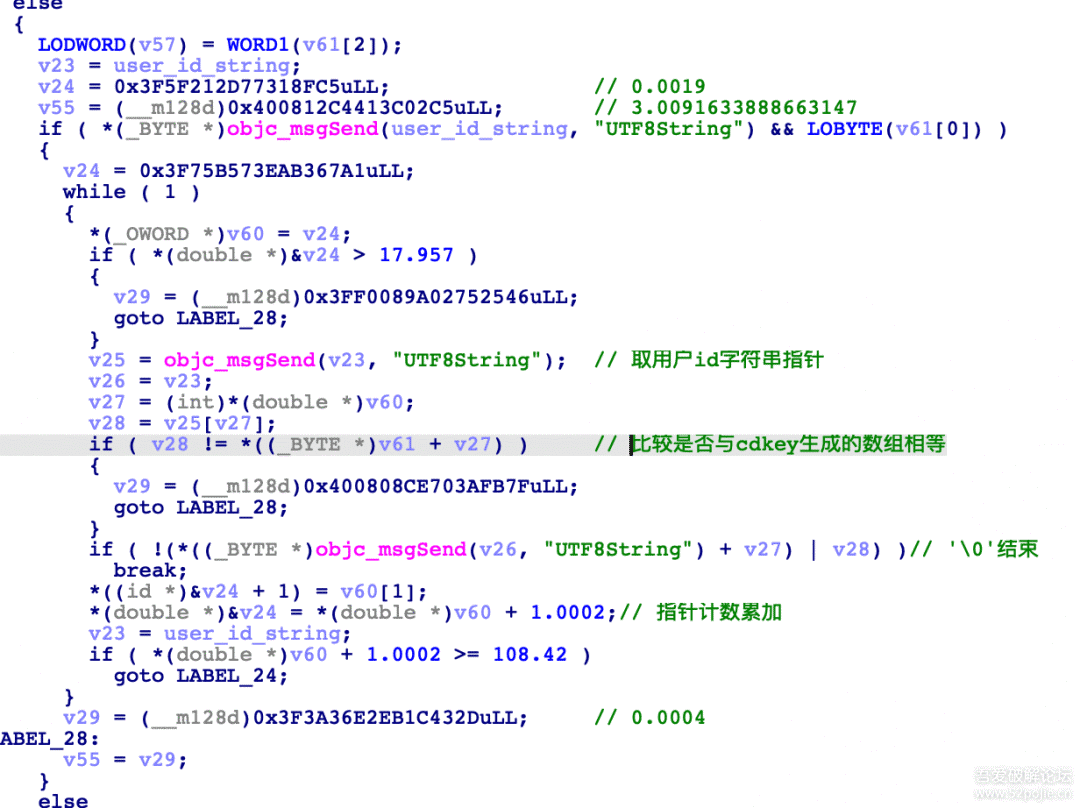 else
{
LODWORD(v57) = WORD1(v61[2]);
v23 = user_id_string;
v24 = 0x3F5F212D77318FC5uLL; // 0.0019
v55 = (__m128d)0x400812C4413C02C5uLL; // 3.0091633888663147
if ( *(_BYTE *)objc_msgSend(user_id_string, "UTF8String") && LOBYTE(v61[0]) )
{
v24 = 0x3F75B573EAB367A1uLL;
while ( 1 )
{
*(_OWORD *)v60 = v24;
if ( *(double *)&v24 > 17.957 )
{
v29 = (__m128d)0x3FF0089A02752546uLL;
goto LABEL_28;
}
v25 = objc_msgSend(v23, "UTF8String"); // 取用户id字符串指针
v26 = v23;
v27 = (int)*(double *)v60;
v28 = v25[v27];
if ( v28 != *((_BYTE *)v61 + v27) ) // 比较是否与cdkey生成的数组相等
{
v29 = (__m128d)0x400808CE703AFB7FuLL;
goto LABEL_28;
}
if ( !(*((_BYTE *)objc_msgSend(v26, "UTF8String") + v27) | v28) )// '\0'结束
break;
*((id *)&v24 + 1) = v60[1];
*(double *)&v24 = *(double *)v60 + 1.0002;// 指针计数累加
v23 = user_id_string;
if ( *(double *)v60 + 1.0002 >= 108.42 )
goto LABEL_24;
}
v29 = (__m128d)0x3F3A36E2EB1C432DuLL; // 0.0004
ABEL_28:
v55 = v29;
}
else
吾爱破解论坛
www.52pojie.cn